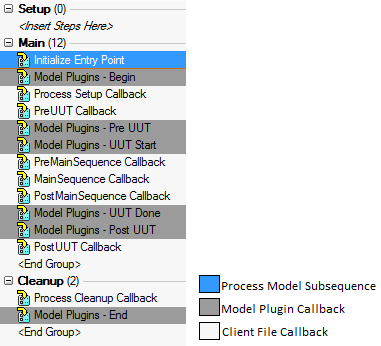 Setup (0)
<Insert Steps Here>
Main (12)
Initialize Entry Point
Model Plugins - Begin
Process Setup Callback
PreUUT Callback
Model Plugins - Pre UUT
Model Plugins - UUT Start
PreMainSequence Callback
MainSequence Callback
PostMainSequence Callback
Model Plugins - UUT Done
Model Plugins - Post UUT
PostUUT Callback
<End Group>
Cleanup (2)
Process Cleanup Callback
Model Plugins - End
<End Group>
Process Model Subsequence
Model Plugin Callback
Client File Callback